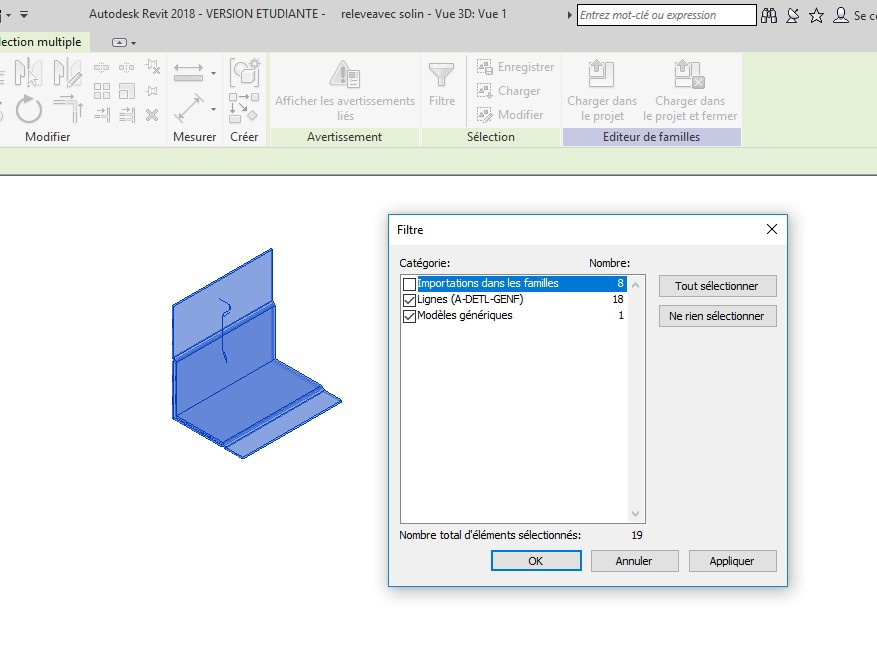 Autodesk Revit 2018 - VERSION ETUDIANTE - releveavec solin - Vue 3D: Vue 1
Entrez mot-clé ou expression
Se c
lection multiple
Afficher les avertissements
liés
Filtre
Enregistrer
Charger
Modifier
Charger dans
le projet
Charger dans
le projet et fermer
Modifier
Mesurer
Créer
Avertissement
Sélection
Editeur de familles
Filtre
Catégorie: Nombre:
Importations dans les familles 8
Lignes (A-DETL-GENF) 18
Modèles génériques 1
Tout sélectionner
Ne rien sélectionner
Nombre total d'éléments sélectionnés: 19
OK
Annuler
Appliquer